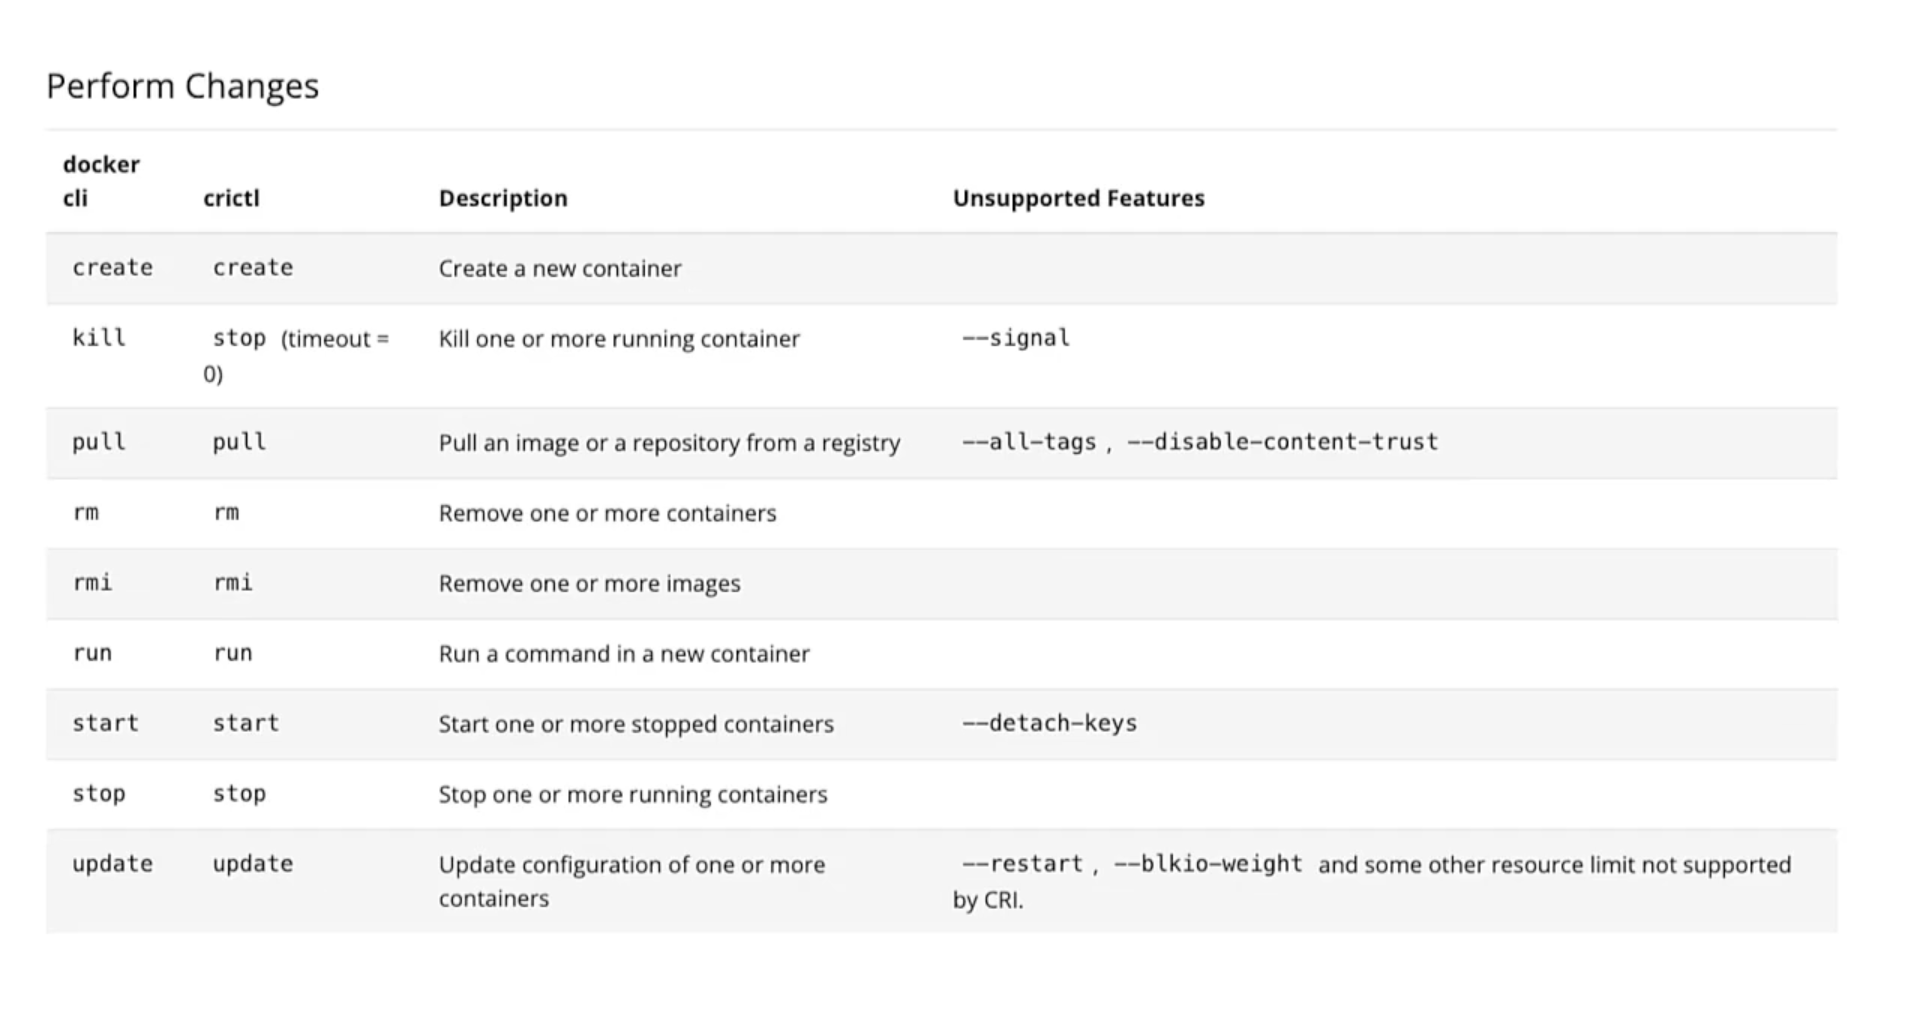 Perform Changes
docker
cli crictl Description Unsupported Features
create create Create a new container
kill stop (timeout = Kill one or more running container --signal
0)
pull pull Pull an image or a repository from a registry --all-tags , --disable-content-trust
rm rm Remove one or more containers
rmi rmi Remove one or more images
run run Run a command in a new container
start start Start one or more stopped containers --detach-keys
stop stop Stop one or more running containers
update update Update configuration of one or more --restart , --blkio-weight and some other resource limit not supported
containers by CRI.